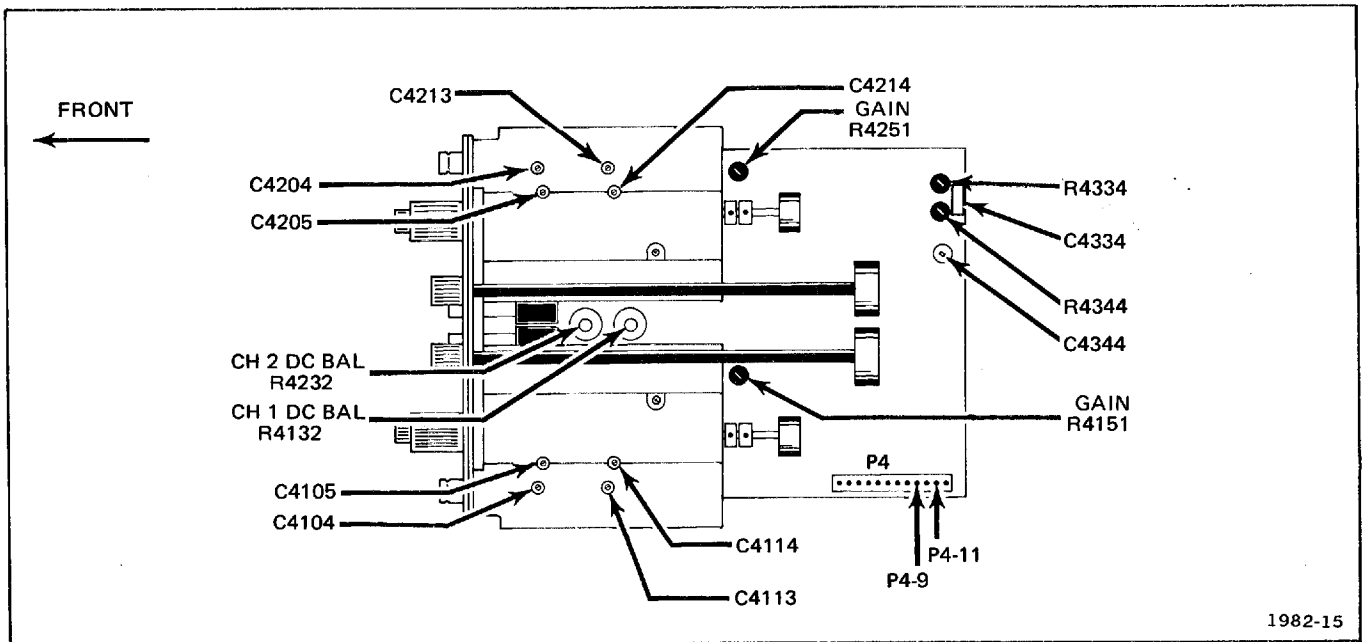 FRONT
C4213
C4214
GAIN
R4251
C4204
C4205
R4334
C4334
R4344
C4344
CH 2 DC BAL
R4232
CH 1 DC BAL
R4132
GAIN
R4151
P4
C4105
C4104
C4114
C4113
P4-11
P4-9
1982-15